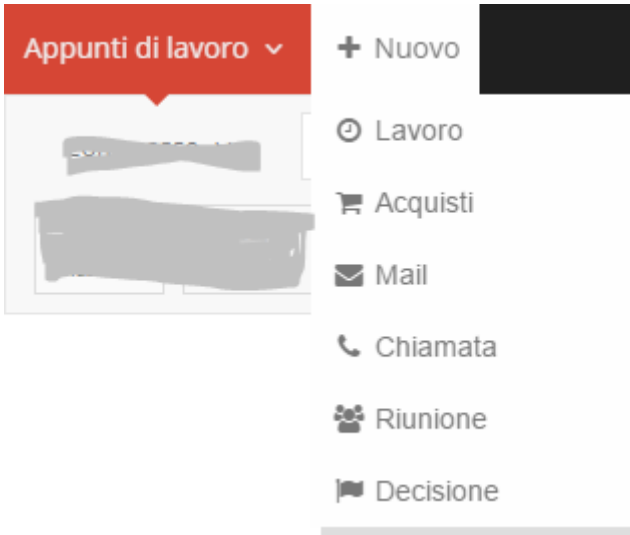 Appunti di lavoro
Nuovo
Lavoro
Acquisti
Mail
Chiamata
Riunione
Decisione